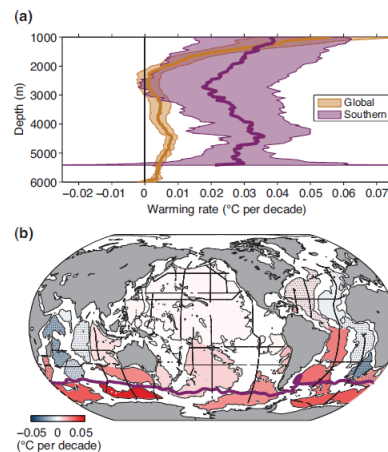 (a)
1000
2000
3000
4000
5000
6000
Depth (m)
Global
Southern
−0.02 −0.01 0 0.01 0.02 0.03 0.04 0.05 0.06 0.07
Warming rate (°C per decade)
(b)
−0.05 0.05
(°C per decade)